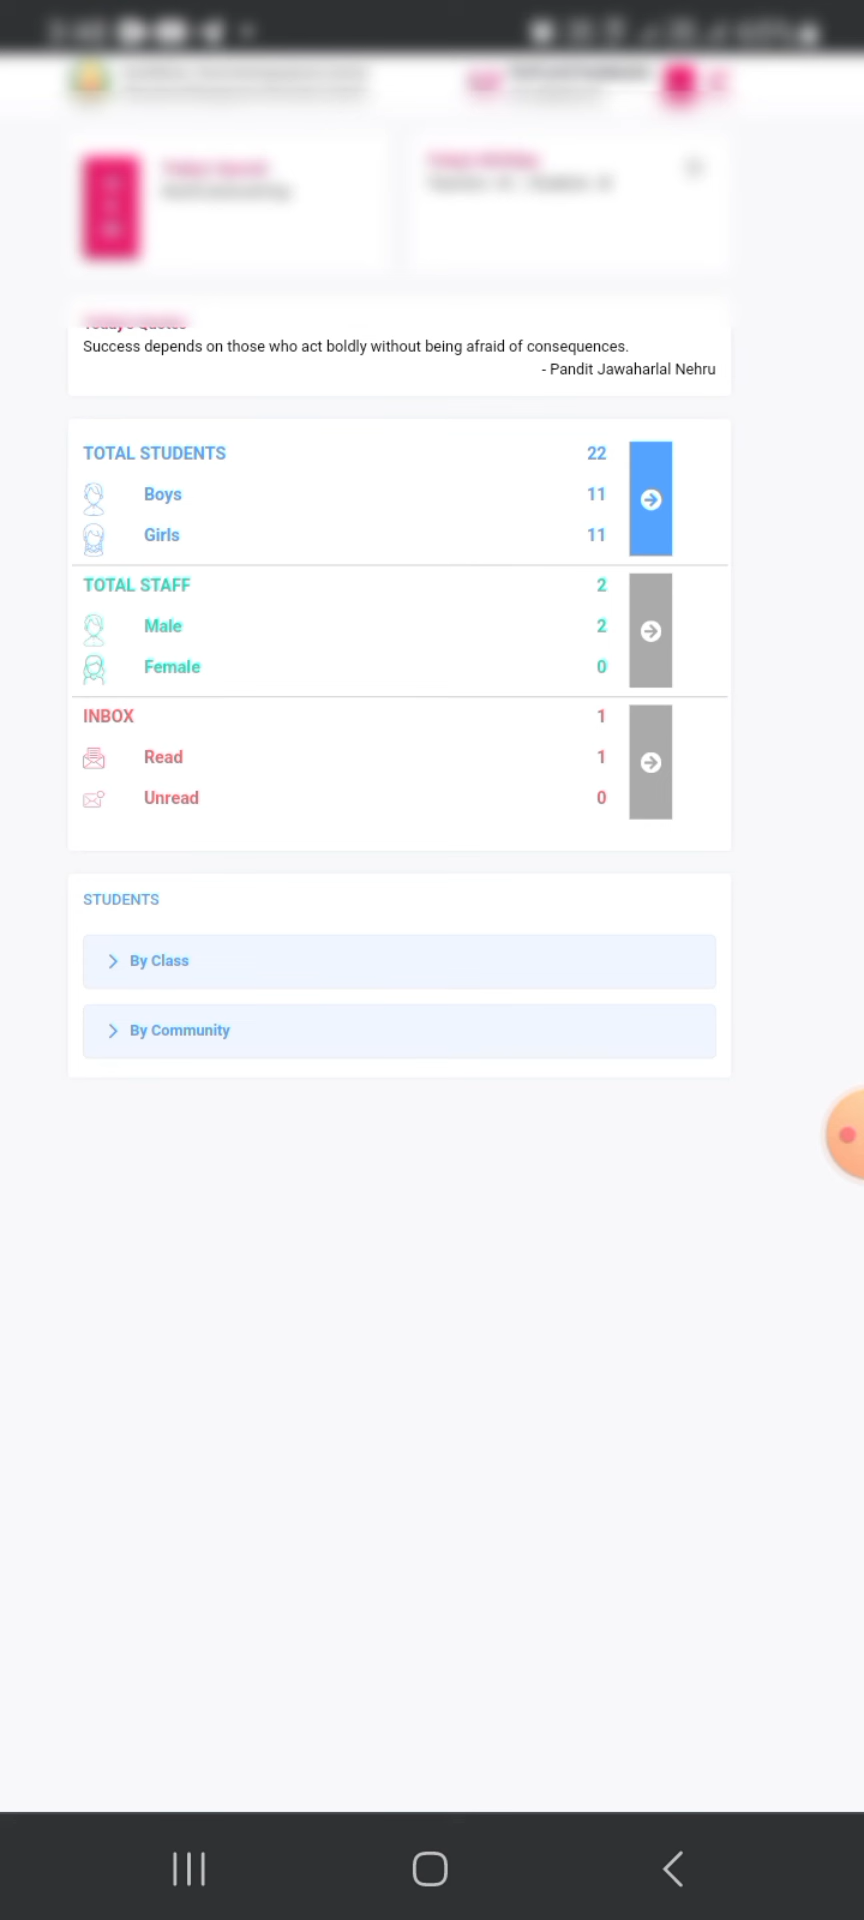 Today's Quotes
Success depends on those who act boldly without being afraid of consequences.
- Pandit Jawaharlal Nehru
TOTAL STUDENTS 22
Boys 11
Girls 11
TOTAL STAFF 2
Male 2
Female 0
INBOX 1
Read 1
Unread 0
STUDENTS
By Class
By Community